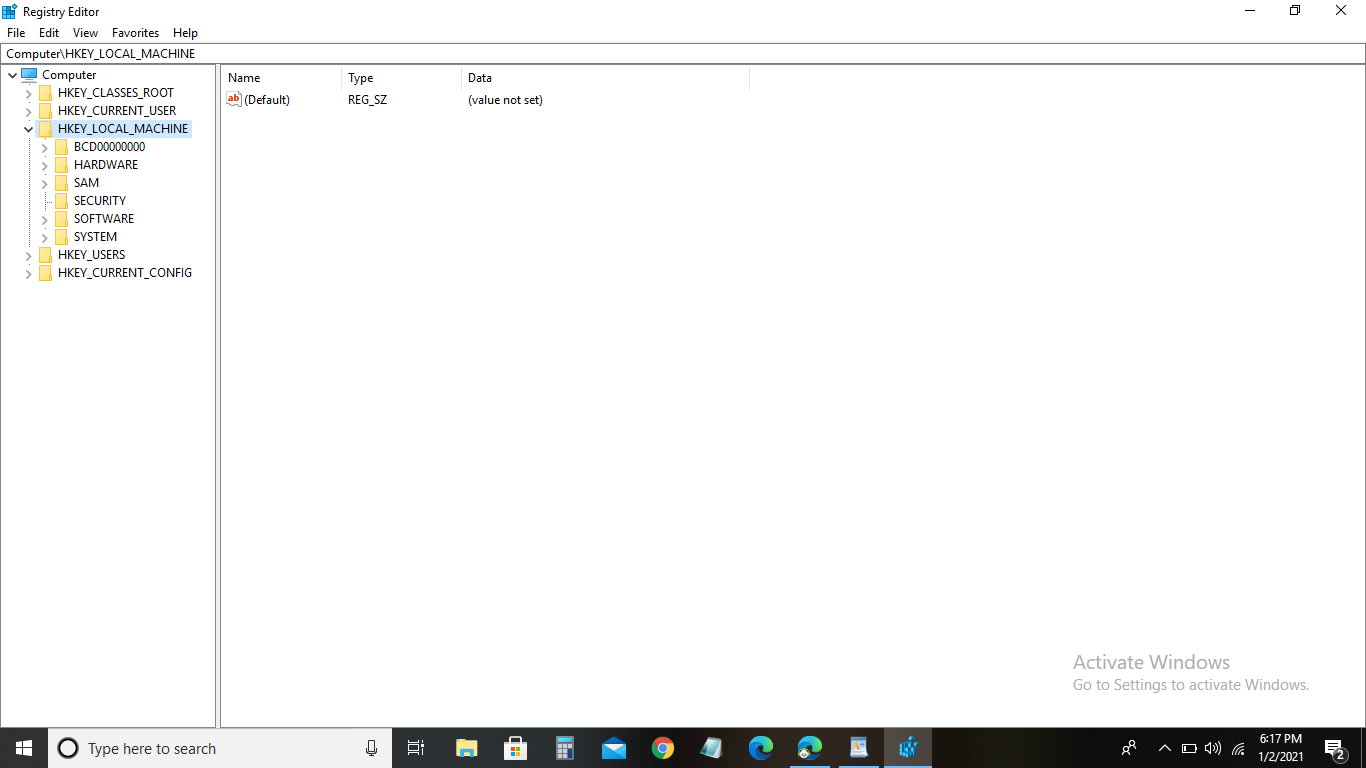 Registry Editor
File Edit View Favorites Help
Computer\HKEY_LOCAL_MACHINE
Computer
HKEY_CLASSES_ROOT
HKEY_CURRENT_USER
HKEY_LOCAL_MACHINE
BCD00000000
HARDWARE
SAM
SECURITY
SOFTWARE
SYSTEM
HKEY_USERS
HKEY_CURRENT_CONFIG
Name Type Data
ab (Default) REG_SZ (value not set)
Activate Windows
Go to Settings to activate Windows.
Type here to search
6:17 PM
1/2/2021
2